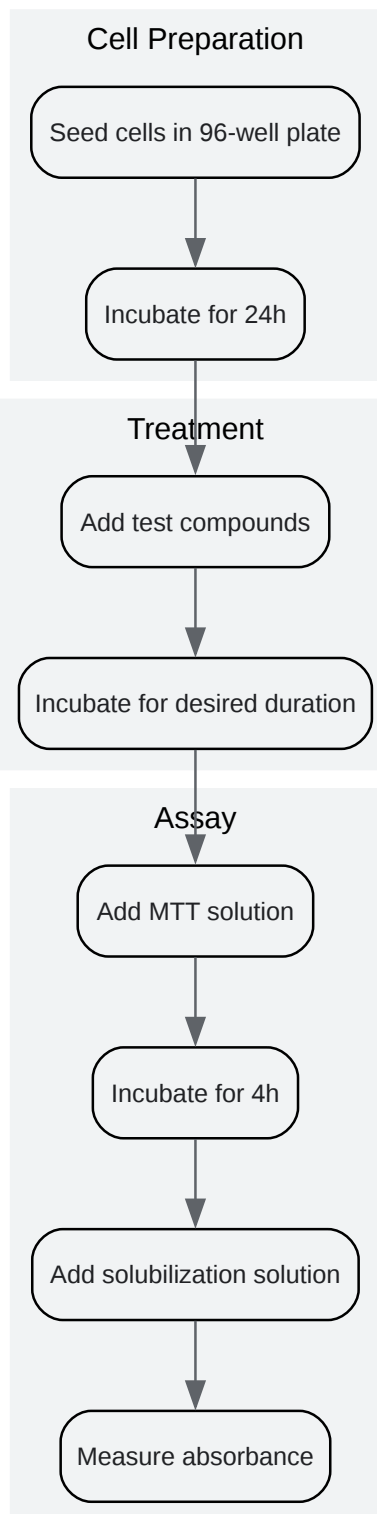 Cell Preparation
Seed cells in 96-well plate
Incubate for 24h
Treatment
Add test compounds
Incubate for desired duration
Assay
Add MTT solution
Incubate for 4h
Add solubilization solution
Measure absorbance